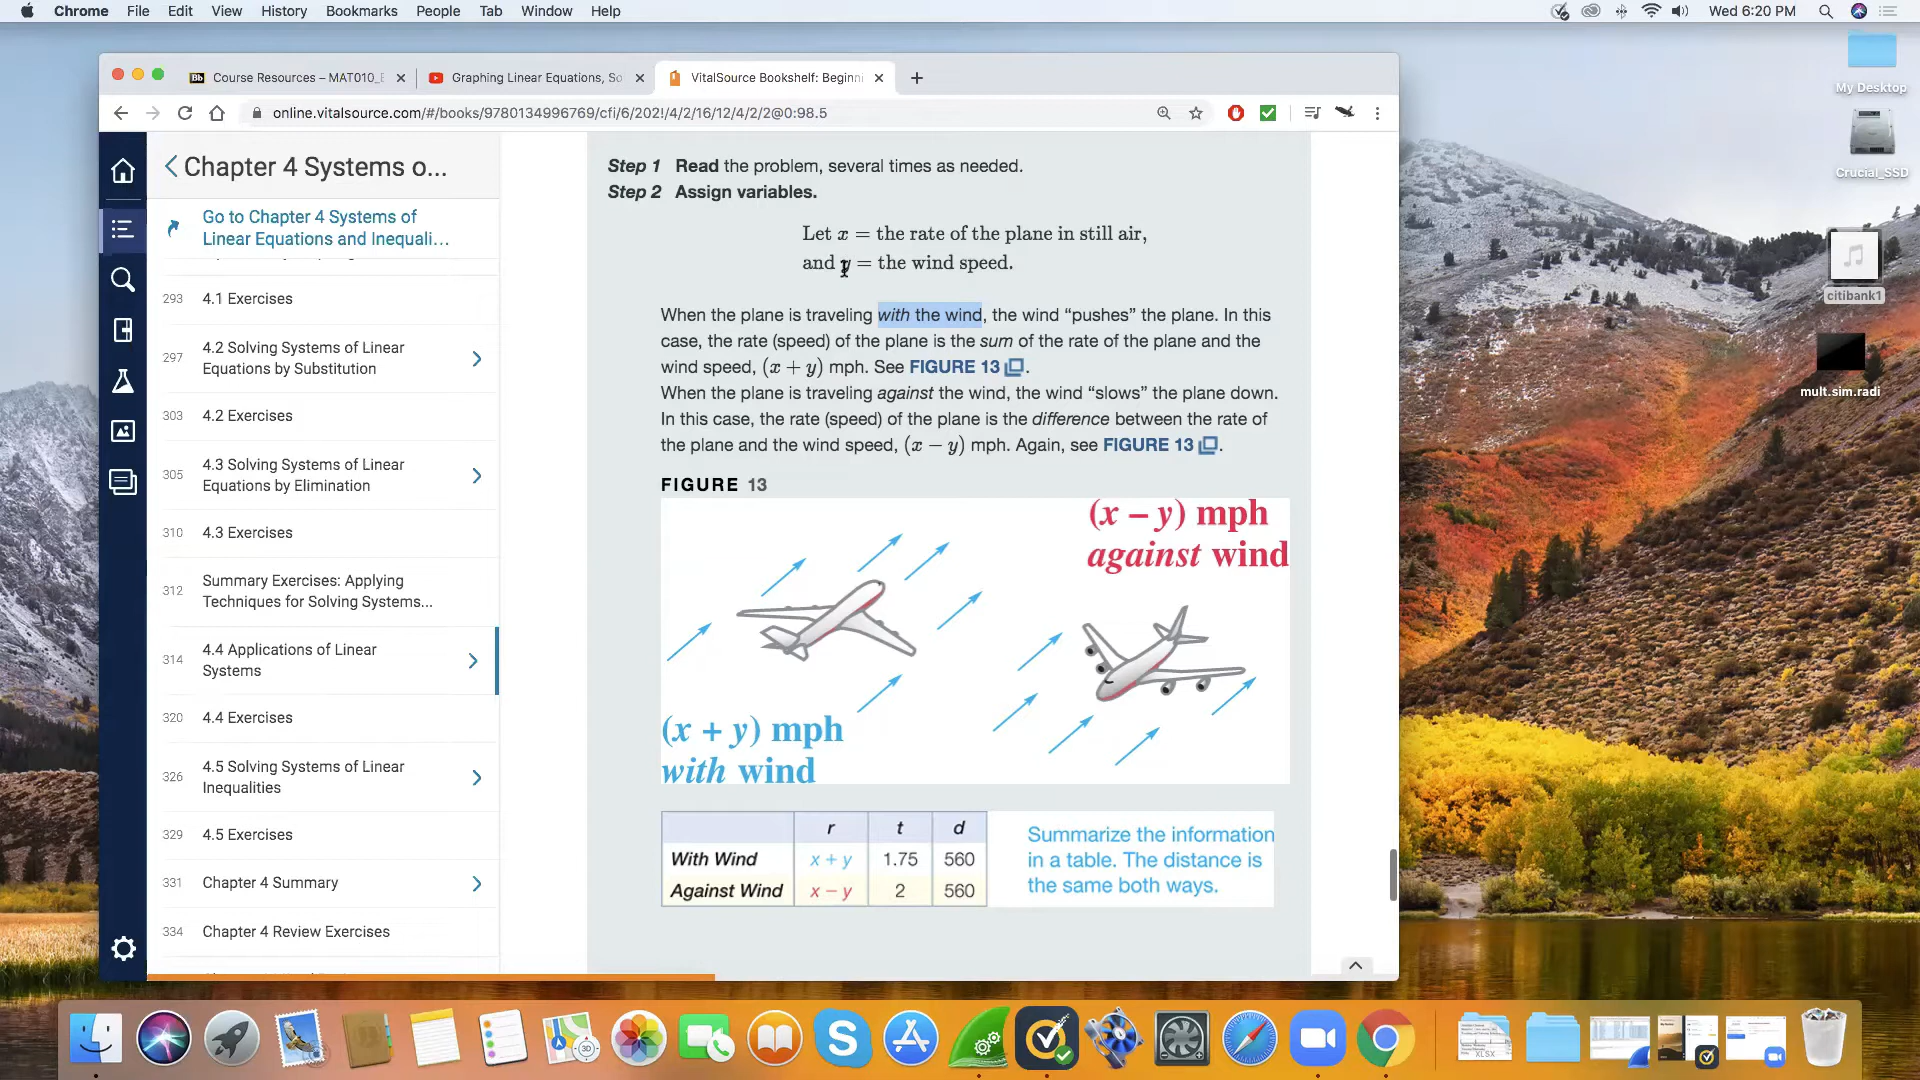 Chrome File Edit View History Bookmarks People Tab Window Help
Wed 6:20 PM
Bb Course Resources – MAT010_E
Graphing Linear Equations, So
VitalSource Bookshelf: Beginni
online.vitalsource.com/#/books/9780134996769/cfi/6/202!/4/2/16/12/4/2/2@0:98.5
Chapter 4 Systems o...
Go to Chapter 4 Systems of
Linear Equations and Inequali...
293 4.1 Exercises
297 4.2 Solving Systems of Linear
Equations by Substitution
303 4.2 Exercises
305 4.3 Solving Systems of Linear
Equations by Elimination
310 4.3 Exercises
312 Summary Exercises: Applying
Techniques for Solving Systems...
314 4.4 Applications of Linear
Systems
320 4.4 Exercises
326 4.5 Solving Systems of Linear
Inequalities
329 4.5 Exercises
331 Chapter 4 Summary
334 Chapter 4 Review Exercises
Step 1 Read the problem, several times as needed.
Step 2 Assign variables.
Let x = the rate of the plane in still air,
and y = the wind speed.
When the plane is traveling with the wind, the wind “pushes” the plane. In this
case, the rate (speed) of the plane is the sum of the rate of the plane and the
wind speed, (x + y) mph. See FIGURE 13.
When the plane is traveling against the wind, the wind “slows” the plane down.
In this case, the rate (speed) of the plane is the difference between the rate of
the plane and the wind speed, (x − y) mph. Again, see FIGURE 13.
FIGURE 13
(x – y) mph
against wind
(x + y) mph
with wind
r t d
With Wind x + y 1.75 560
Against Wind x – y 2 560
Summarize the information
in a table. The distance is
the same both ways.
My Desktop
Crucial_SSD
citibank1
mult.sim.radi
S
3D
XLSX